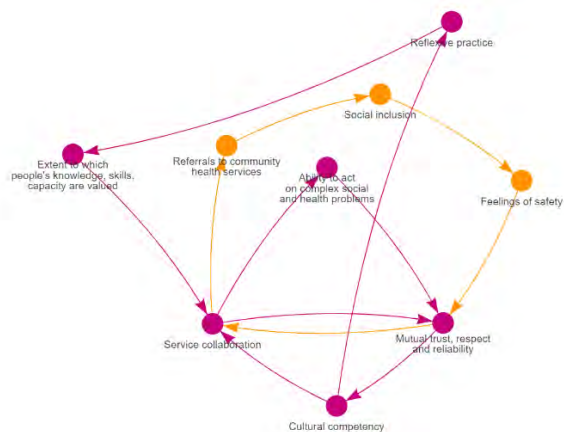 Reflexive practice
Social inclusion
Extent to which
people's knowledge, skills,
capacity are valued
Referrals to community
health services
Ability to act
on complex social
and health problems
Feelings of safety
Service collaboration
Mutual trust, respect
and reliability
Cultural competency